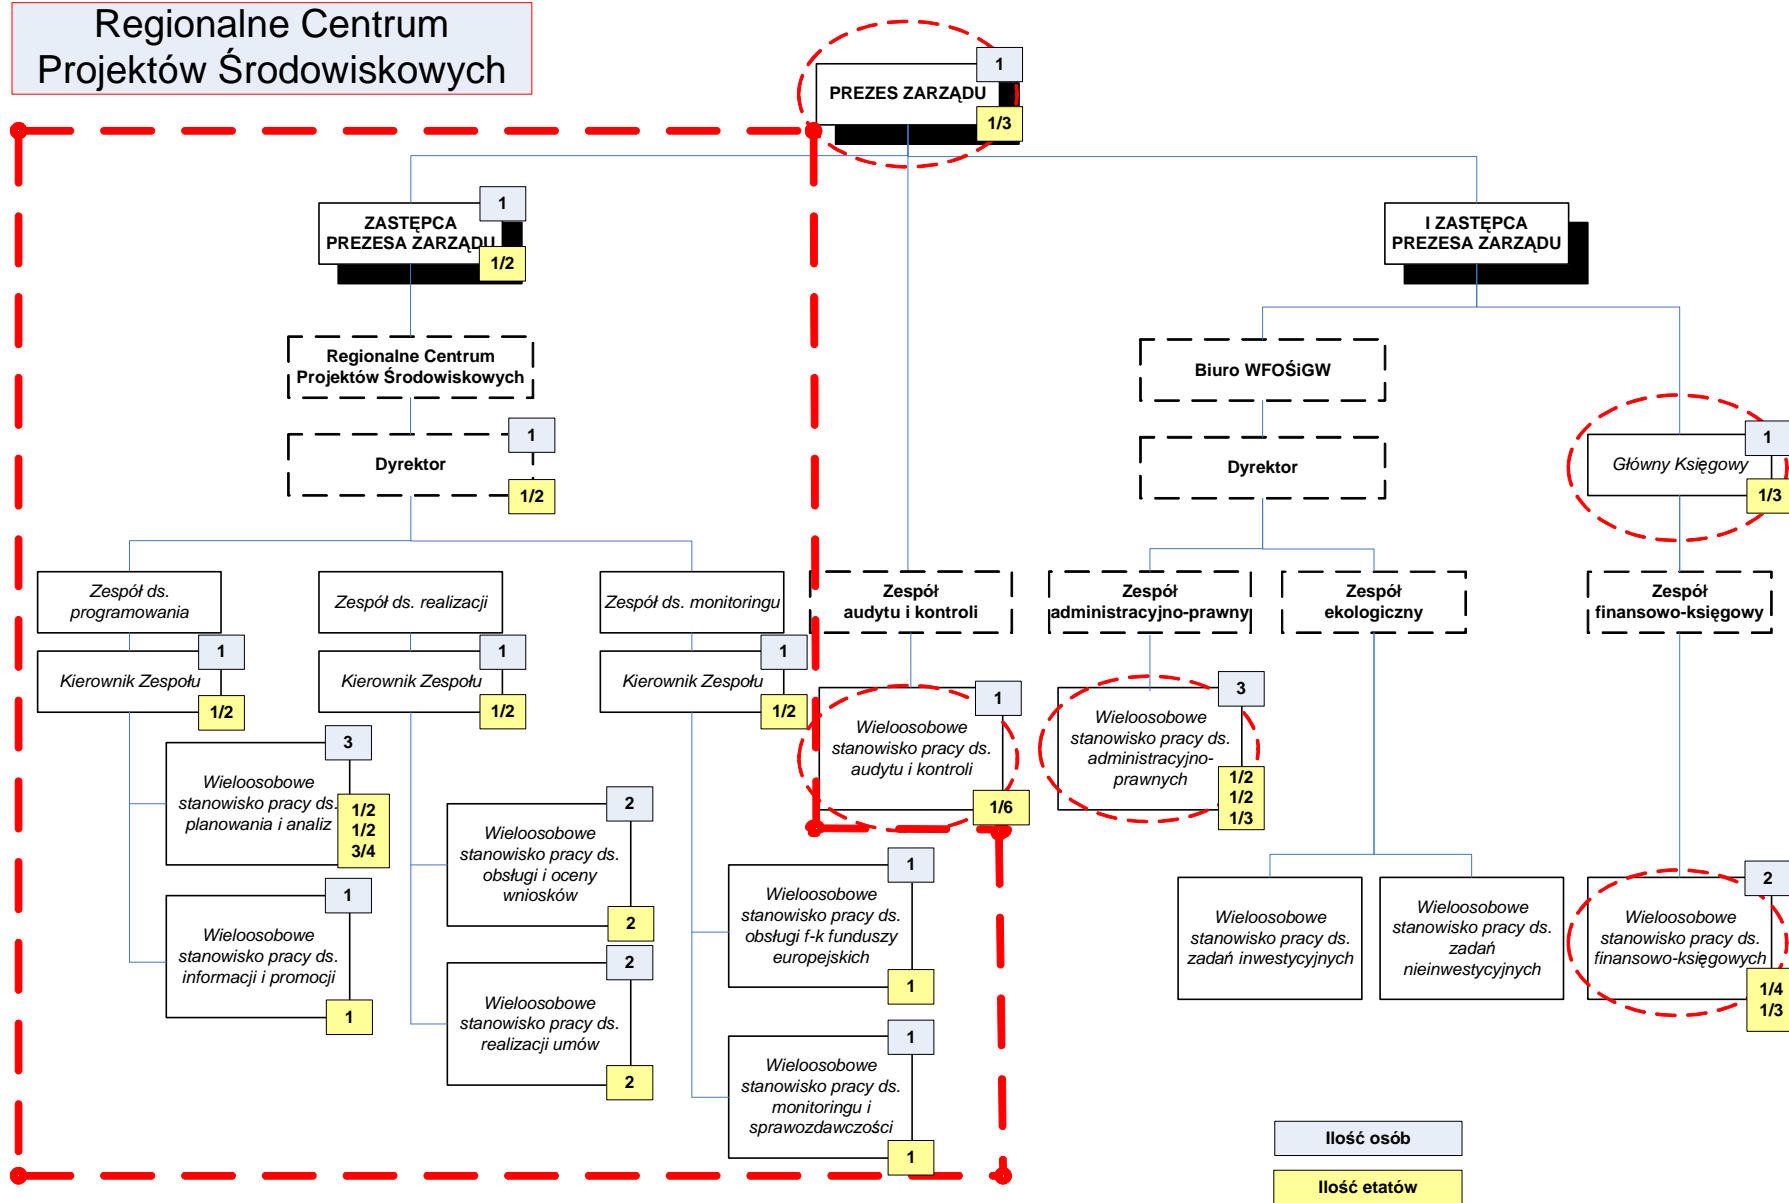 Regionalne Centrum
Projektów Środowiskowych
1
PREZES ZARZĄDU
1/3
1
ZASTĘPCA
PREZESA ZARZĄDU
1/2
I ZASTĘPCA
PREZESA ZARZĄDU
Regionalne Centrum
Projektów Środowiskowych
Biuro WFOŚiGW
1
Dyrektor
1/2
Dyrektor
1
Główny Księgowy
1/3
Zespół ds.
programowania
Zespół ds. realizacji
Zespół ds. monitoringu
Zespół
audytu i kontroli
Zespół
administracyjno-prawny
Zespół
ekologiczny
Zespół
finansowo-księgowy
1
Kierownik Zespołu
1/2
1
Kierownik Zespołu
1/2
1
Kierownik Zespołu
1/2
1
Wieloosobowe
stanowisko pracy ds.
audytu i kontroli
1/6
3
Wieloosobowe
stanowisko pracy ds.
administracyjno-
prawnych
1/2
1/2
1/3
3
Wieloosobowe
stanowisko pracy ds.
planowania i analiz
1/2
1/2
3/4
2
Wieloosobowe
stanowisko pracy ds.
obsługi i oceny
wniosków
2
1
Wieloosobowe
stanowisko pracy ds.
obsługi f-k funduszy
europejskich
1
Wieloosobowe
stanowisko pracy ds.
zadań inwestycyjnych
Wieloosobowe
stanowisko pracy ds.
zadań
nieinwestycyjnych
2
Wieloosobowe
stanowisko pracy ds.
finansowo-księgowych
1/4
1/3
1
Wieloosobowe
stanowisko pracy ds.
informacji i promocji
1
2
Wieloosobowe
stanowisko pracy ds.
realizacji umów
2
1
Wieloosobowe
stanowisko pracy ds.
monitoringu i
sprawozdawczości
1
Ilość osób
Ilość etatów